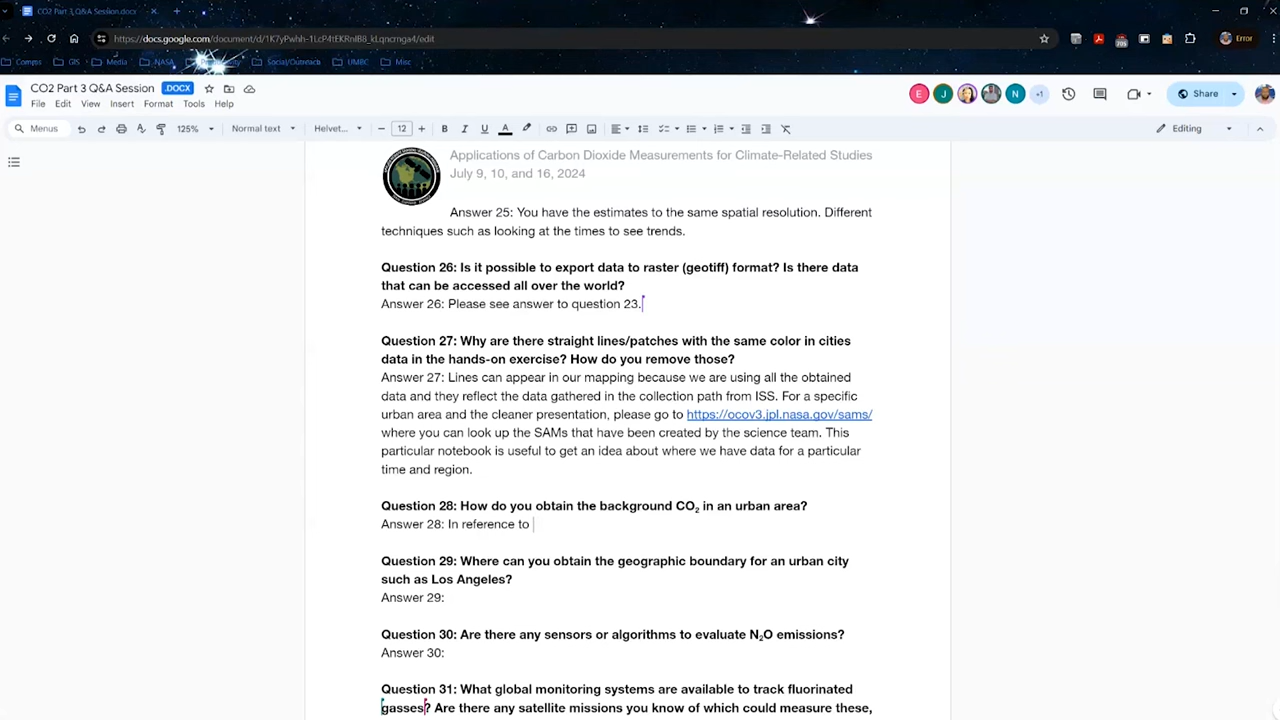 CO2 Part 3 Q&A Session.docx
https://docs.google.com/document/d/
/edit
Error
Comps GIS Media NASA Social/Outreach UMBC Misc
CO2 Part 3 Q&A Session .DOCX
File Edit View Insert Format Tools Help
E J N +1 Share
Menus 125% Normal text Helvet... 12 B I U A Editing
Applications of Carbon Dioxide Measurements for Climate-Related Studies
July 9, 10, and 16, 2024
Answer 25: You have the estimates to the same spatial resolution. Different
techniques such as looking at the times to see trends.
Question 26: Is it possible to export data to raster (geotiff) format? Is there data
that can be accessed all over the world?
Answer 26: Please see answer to question 23.
Question 27: Why are there straight lines/patches with the same color in cities
data in the hands-on exercise? How do you remove those?
Answer 27: Lines can appear in our mapping because we are using all the obtained
data and they reflect the data gathered in the collection path from ISS. For a specific
urban area and the cleaner presentation, please go to https://ocov3.jpl.nasa.gov/sams/
where you can look up the SAMs that have been created by the science team. This
particular notebook is useful to get an idea about where we have data for a particular
time and region.
Question 28: How do you obtain the background CO₂ in an urban area?
Answer 28: In reference to
Question 29: Where can you obtain the geographic boundary for an urban city
such as Los Angeles?
Answer 29:
Question 30: Are there any sensors or algorithms to evaluate N₂O emissions?
Answer 30:
Question 31: What global monitoring systems are available to track fluorinated
gasses? Are there any satellite missions you know of which could measure these,